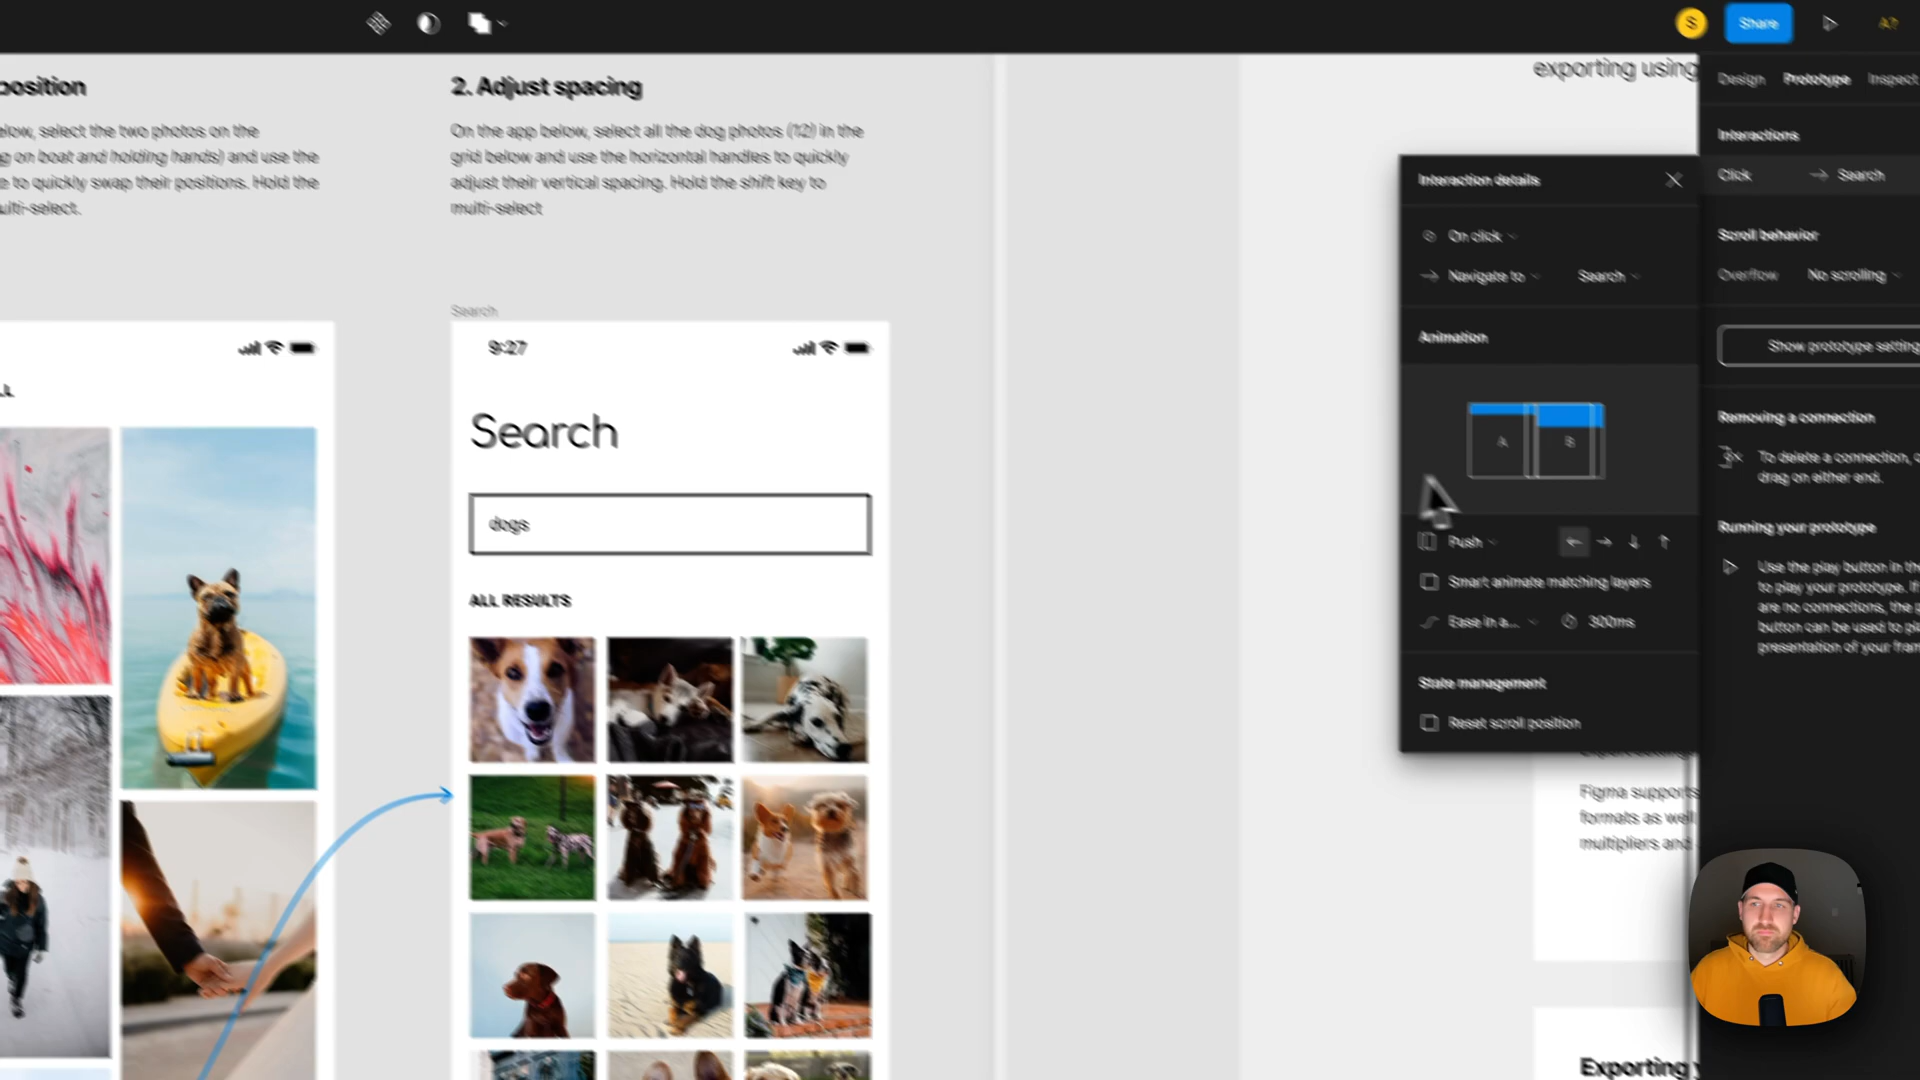 S
Share
position
2. Adjust spacing
exporting using
Design Prototype Inspect
elow, select the two photos on the
g on boat and holding hands) and use the
e to quickly swap their positions. Hold the
ulti-select.
On the app below, select all the dog photos (12) in the
grid below and use the horizontal handles to quickly
adjust their vertical spacing. Hold the shift key to
multi-select
Interactions
Click → Search
Scroll behavior
Overflow No scrolling
Show prototype setting
Removing a connection
To delete a connection, c
drag on either end.
Running your prototype
Use the play button in the
to play your prototype. If
are no connections, the p
button can be used to pl
presentation of your fram
Interaction details
On click
Navigate to Search
Animation
A B
Push
Smart animate matching layers
Ease in a... 300ms
State management
Reset scroll position
Search
9:27
LL
Search
dogs
ALL RESULTS
Figma supports
formats as well
multipliers and
Exporting y